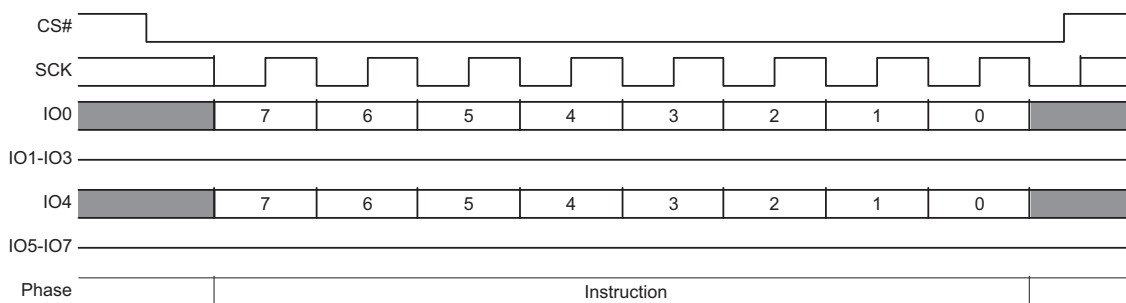 CS#
SCK
IO0 7 6 5 4 3 2 1 0
IO1-IO3
IO4 7 6 5 4 3 2 1 0
IO5-IO7
Phase Instruction